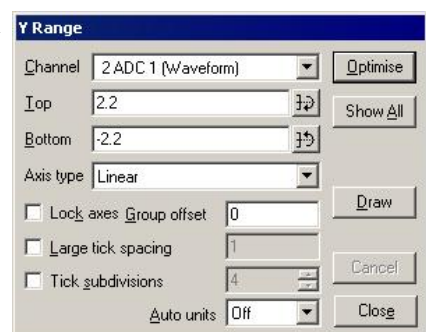 Y Range
Channel 2 ADC 1 (Waveform) Optimise
Top 2.2 Show All
Bottom -2.2
Axis type Linear
Lock axes Group offset 0 Draw
Large tick spacing 1
Tick subdivisions 4 Cancel
Auto units Off Close